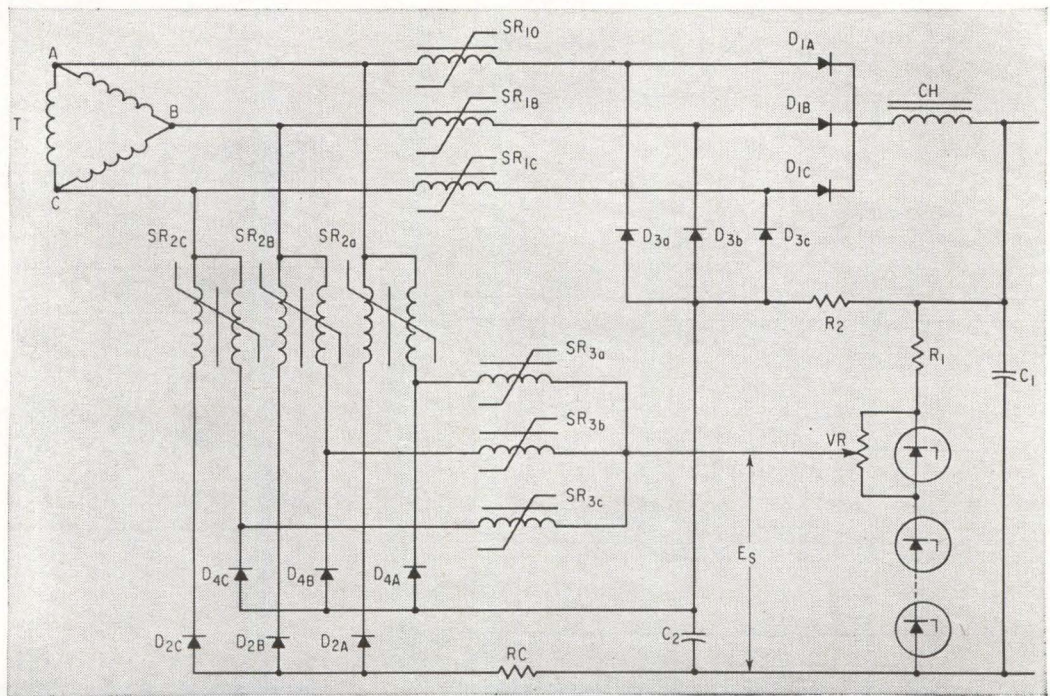 SR10
A
D1A
CH
B
SR1B
D1B
T
SR1C
D1C
C
SR2C
SR2B
SR2a
D3a
D3b
D3c
R2
R1
SR3a
C1
VR
SR3b
SR3c
ES
D4C
D4B
D4A
C2
D2C
D2B
D2A
RC